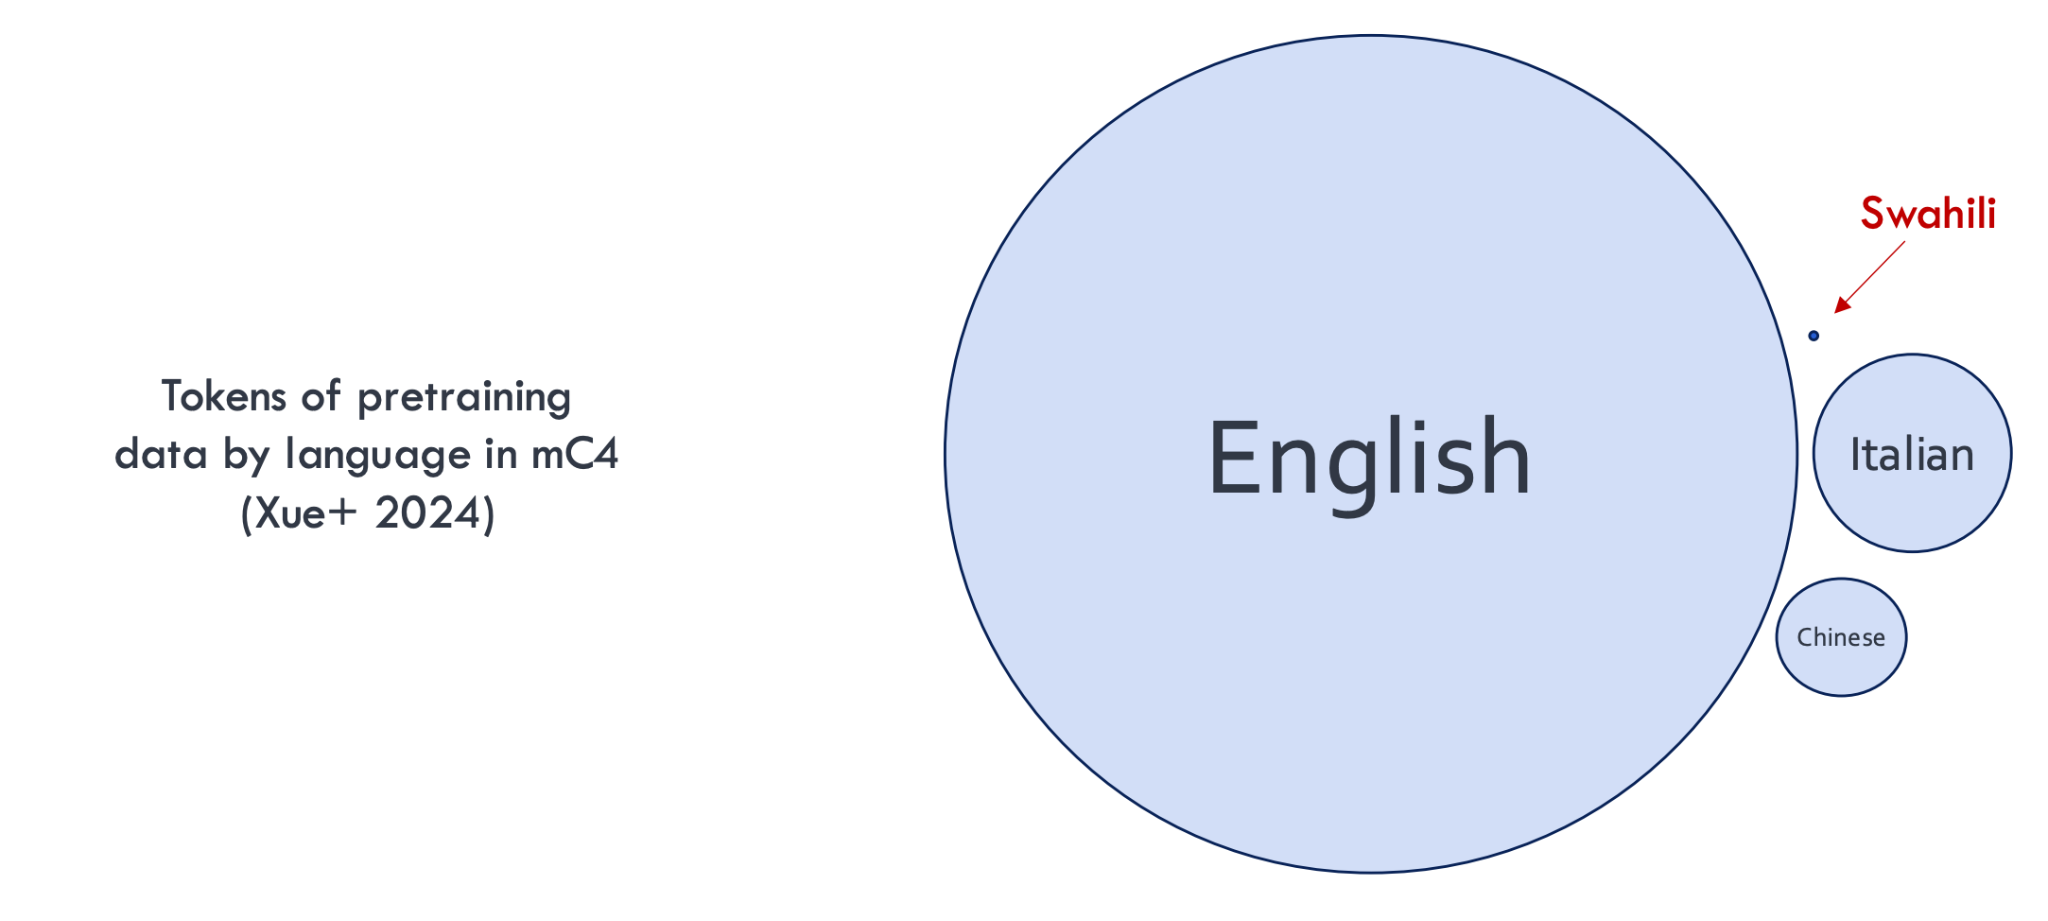 Tokens of pretraining
data by language in mC4
(Xue+ 2024)
English
Swahili
Italian
Chinese